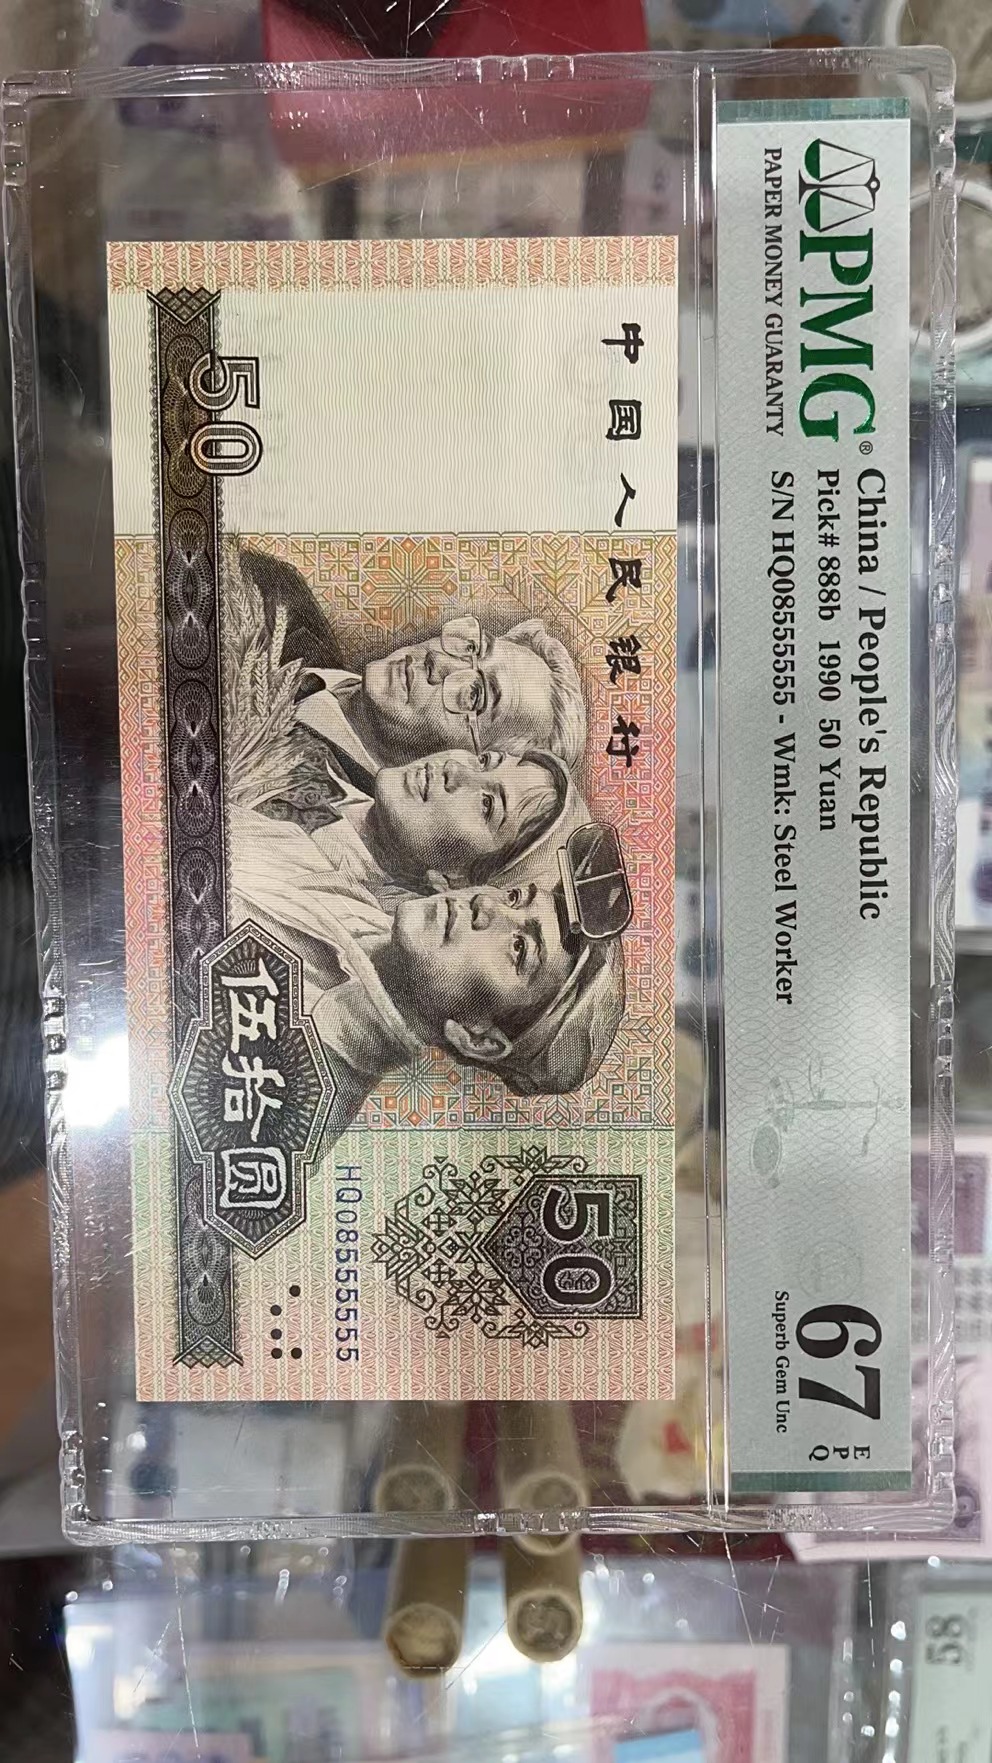 PMG®
PAPER MONEY GUARANTY
China / People's Republic
Pick# 888b 1990 50 Yuan
S/N HQ08555555 - Wmk: Steel Worker
67
E
P
Q
Superb Gem Unc
中国人民银行
50
50
HQ08555555
伍拾圆
58